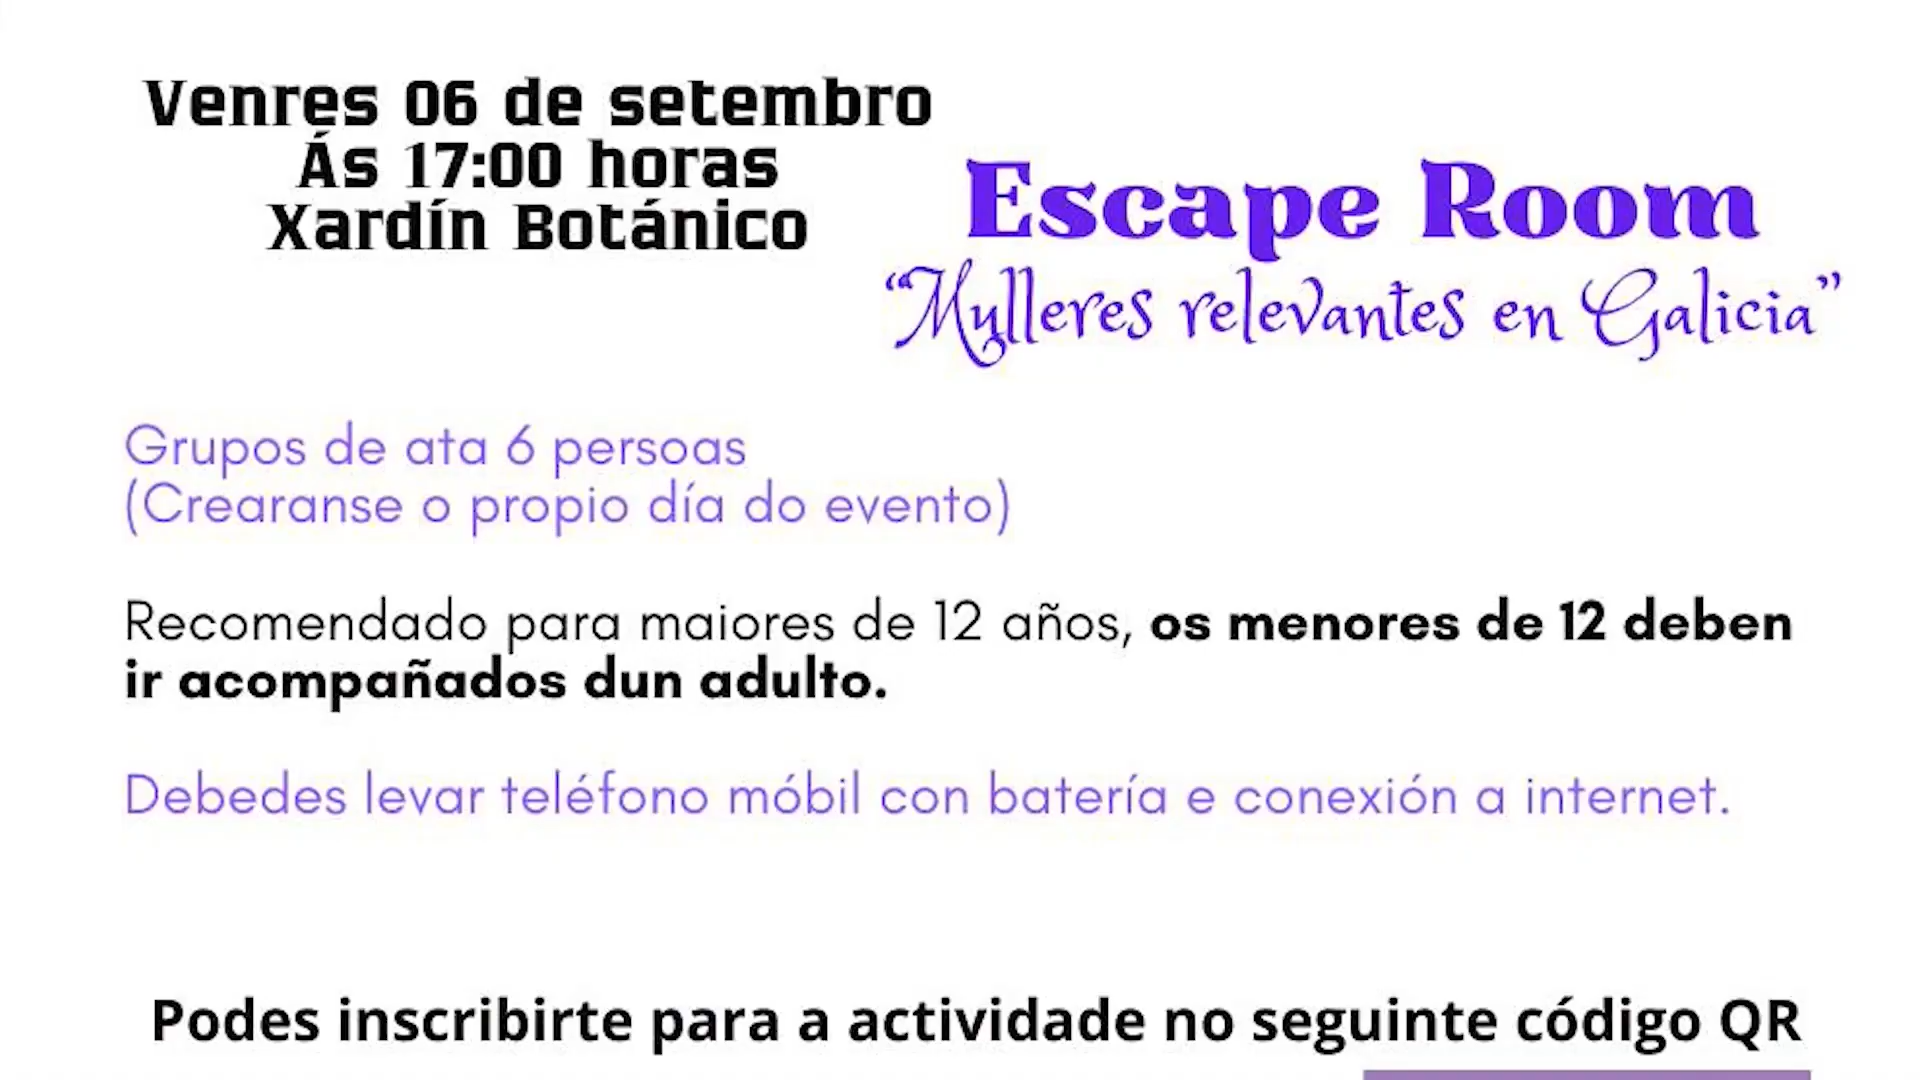 Venres 06 de setembro
Ás 17:00 horas
Xardín Botánico
Escape Room
“Mulleres relevantes en Galicia”
Grupos de ata 6 persoas
(Crearanse o propio día do evento)
Recomendado para maiores de 12 años, os menores de 12 deben
ir acompañados dun adulto.
Debedes levar teléfono móbil con batería e conexión a internet.
Podes inscribirte para a actividade no seguinte código QR